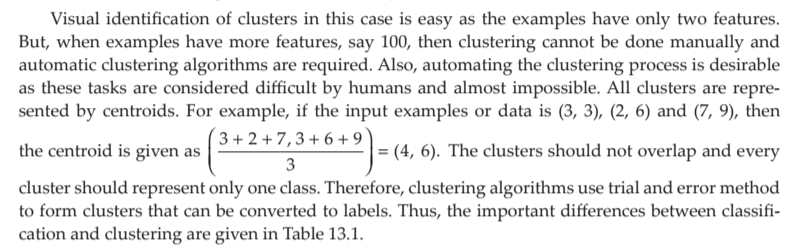 Visual identification of clusters in this case is easy as the examples have only two features.
But, when examples have more features, say 100, then clustering cannot be done manually and
automatic clustering algorithms are required. Also, automating the clustering process is desirable
as these tasks are considered difficult by humans and almost impossible. All clusters are repre-
sented by centroids. For example, if the input examples or data is (3, 3), (2, 6) and (7, 9), then
the centroid is given as (3 + 2 + 7, 3 + 6 + 9 / 3) = (4, 6). The clusters should not overlap and every
cluster should represent only one class. Therefore, clustering algorithms use trial and error method
to form clusters that can be converted to labels. Thus, the important differences between classifi-
cation and clustering are given in Table 13.1.